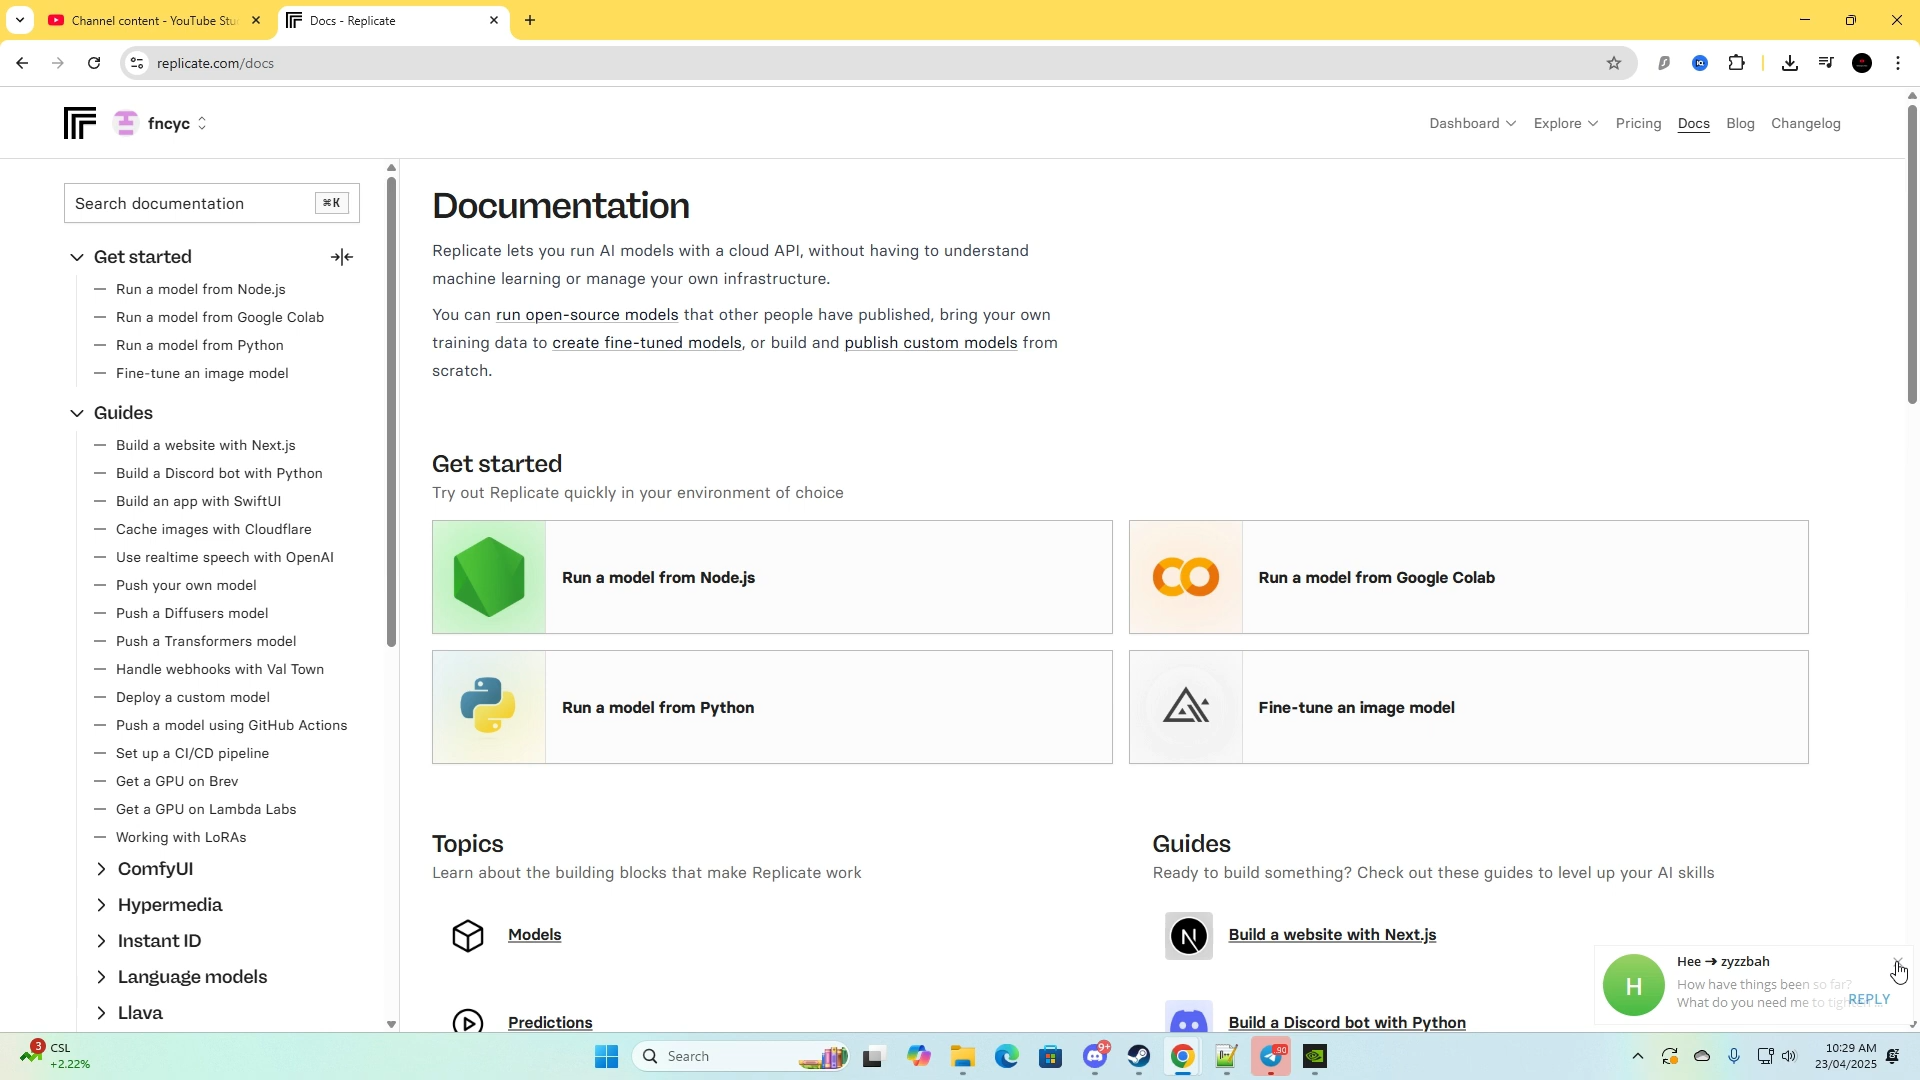 Channel content - YouTube Stu
Docs - Replicate
replicate.com/docs
fncyc
Dashboard
Explore
Pricing
Docs
Blog
Changelog
Search documentation
⌘K
Get started
Run a model from Node.js
Run a model from Google Colab
Run a model from Python
Fine-tune an image model
Guides
Build a website with Next.js
Build a Discord bot with Python
Build an app with SwiftUI
Cache images with Cloudflare
Use realtime speech with OpenAI
Push your own model
Push a Diffusers model
Push a Transformers model
Handle webhooks with Val Town
Deploy a custom model
Push a model using GitHub Actions
Set up a CI/CD pipeline
Get a GPU on Brev
Get a GPU on Lambda Labs
Working with LoRAs
ComfyUI
Hypermedia
Instant ID
Language models
Llava
Documentation
Replicate lets you run AI models with a cloud API, without having to understand
machine learning or manage your own infrastructure.
You can run open-source models that other people have published, bring your own
training data to create fine-tuned models, or build and publish custom models from
scratch.
Get started
Try out Replicate quickly in your environment of choice
Run a model from Node.js
Run a model from Google Colab
Run a model from Python
Fine-tune an image model
Topics
Learn about the building blocks that make Replicate work
Models
Predictions
Guides
Ready to build something? Check out these guides to level up your AI skills
N
Build a website with Next.js
Build a Discord bot with Python
H
Hee → zyzzbah
How have things been so far?
What do you need me to
REPLY
3
CSL
+2.22%
Search
9+
90
10:29 AM
23/04/2025